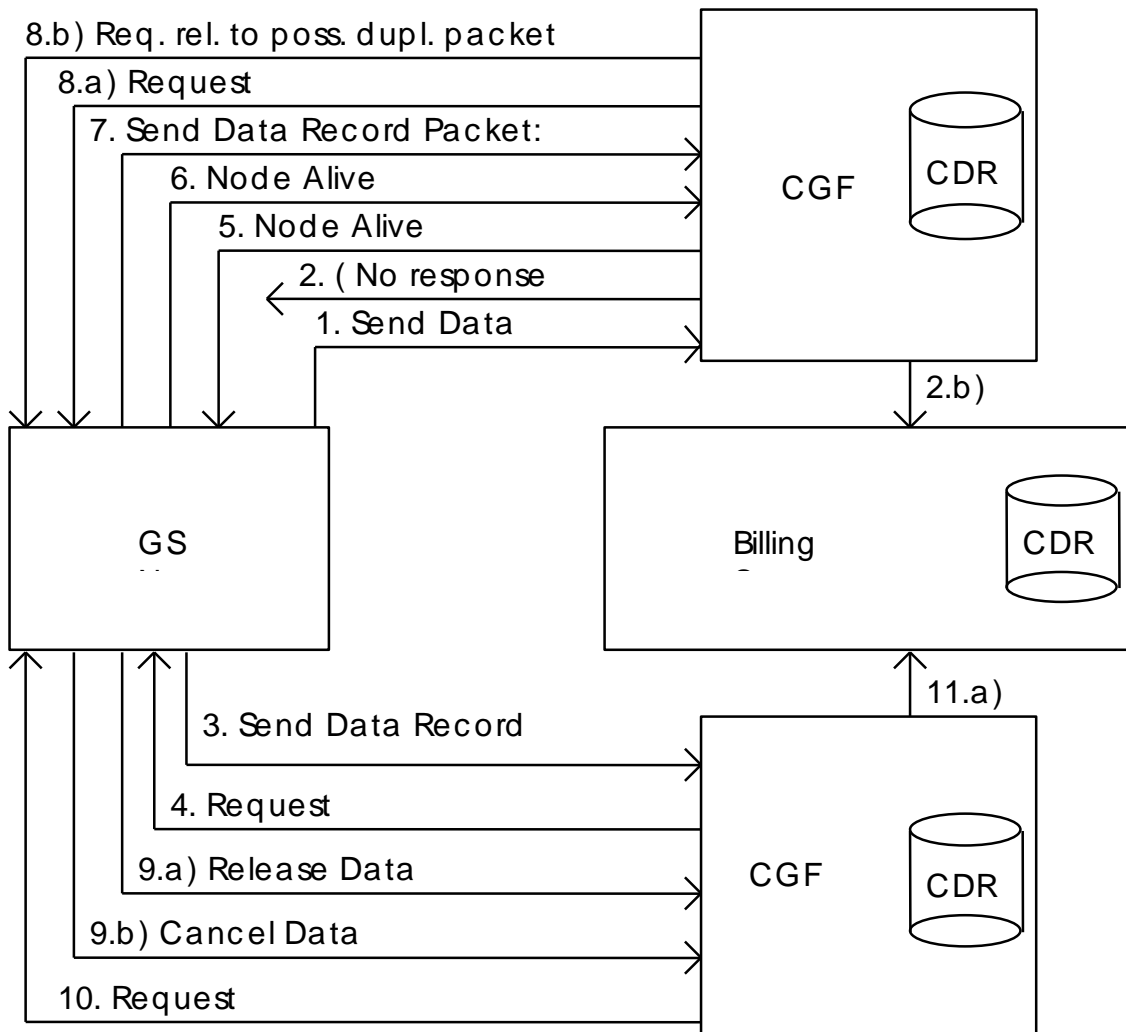 8.b) Req. rel. to poss. dupl. packet
8.a) Request
7. Send Data Record Packet:
6. Node Alive
5. Node Alive
2. ( No response
1. Send Data
CGF
CDR
2.b)
GS
Billing
CDR
11.a)
3. Send Data Record
4. Request
9.a) Release Data
9.b) Cancel Data
10. Request
CGF
CDR